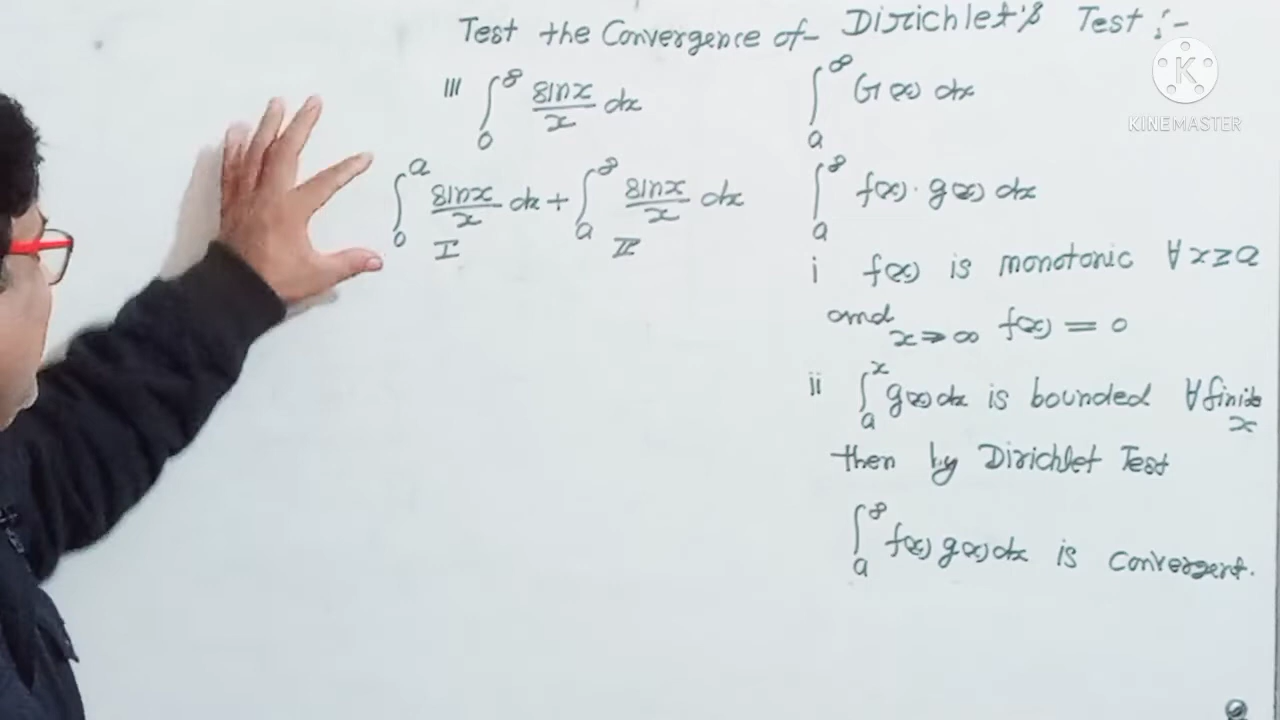 Test the Convergence of
III ∫₀^∞ sinx/x dx
∫₀^a sinx/x dx + ∫ₐ^∞ sinx/x dx
I II
Dirichlet's Test :-
∫ₐ^∞ G(x) dx
∫ₐ^∞ f(x)·g(x) dx
i f(x) is monotonic ∀ x≥a
and x→∞ f(x) = 0
ii ∫ₐ^x g(x) dx is bounded ∀ finite x
then by Dirichlet Test
∫ₐ^∞ f(x) g(x) dx is convergent.
K
KINEMASTER